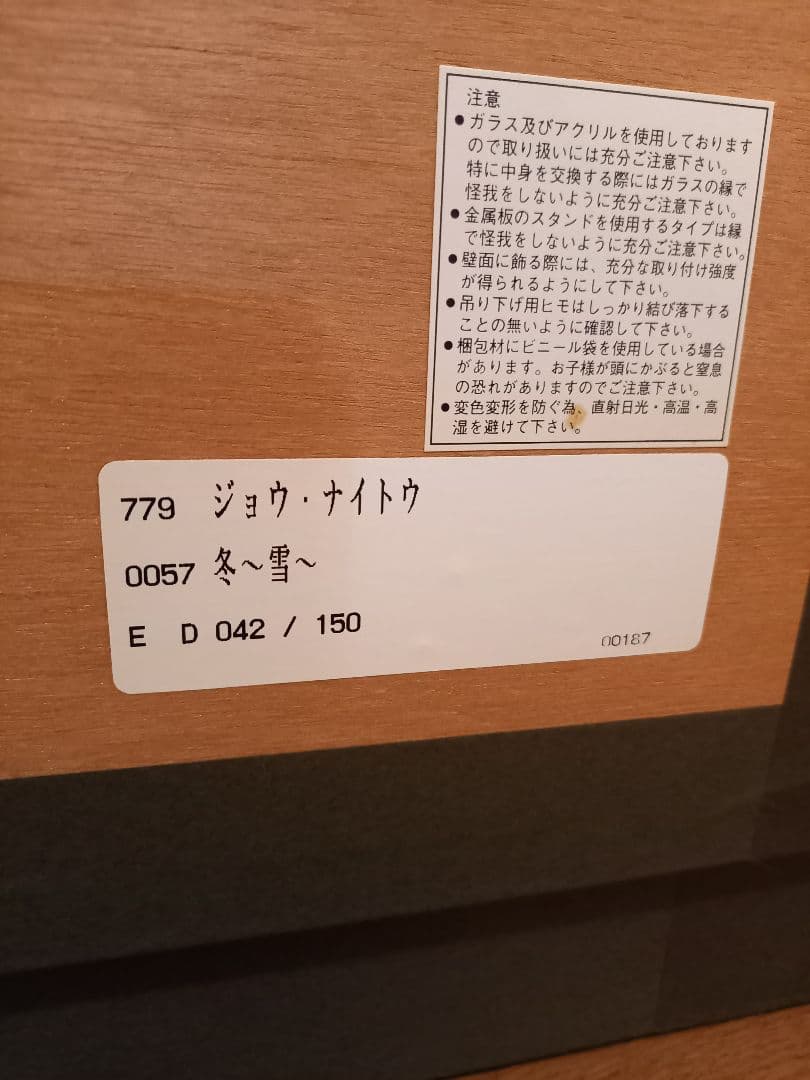 注意
●ガラス及びアクリルを使用しております
ので取り扱いには充分ご注意下さい。
特に中身を交換する際にはガラスの縁で
怪我をしないように充分ご注意下さい。
●金属板のスタンドを使用するタイプは縁
で怪我をしないように充分ご注意下さい。
●壁面に飾る際には、充分な取り付け強度
が得られるようにして下さい。
●吊り下げ用ヒモはしっかり結び落下する
ことの無いように確認して下さい。
●梱包材にビニール袋を使用している場合
があります。お子様が頭にかぶると窒息
の恐れがありますのでご注意下さい。
●変色変形を防ぐ為、直射日光・高温・高
湿を避けて下さい。
779 ジョウ・ナイトウ
0057 冬～雪～
E D 042 / 150
00187